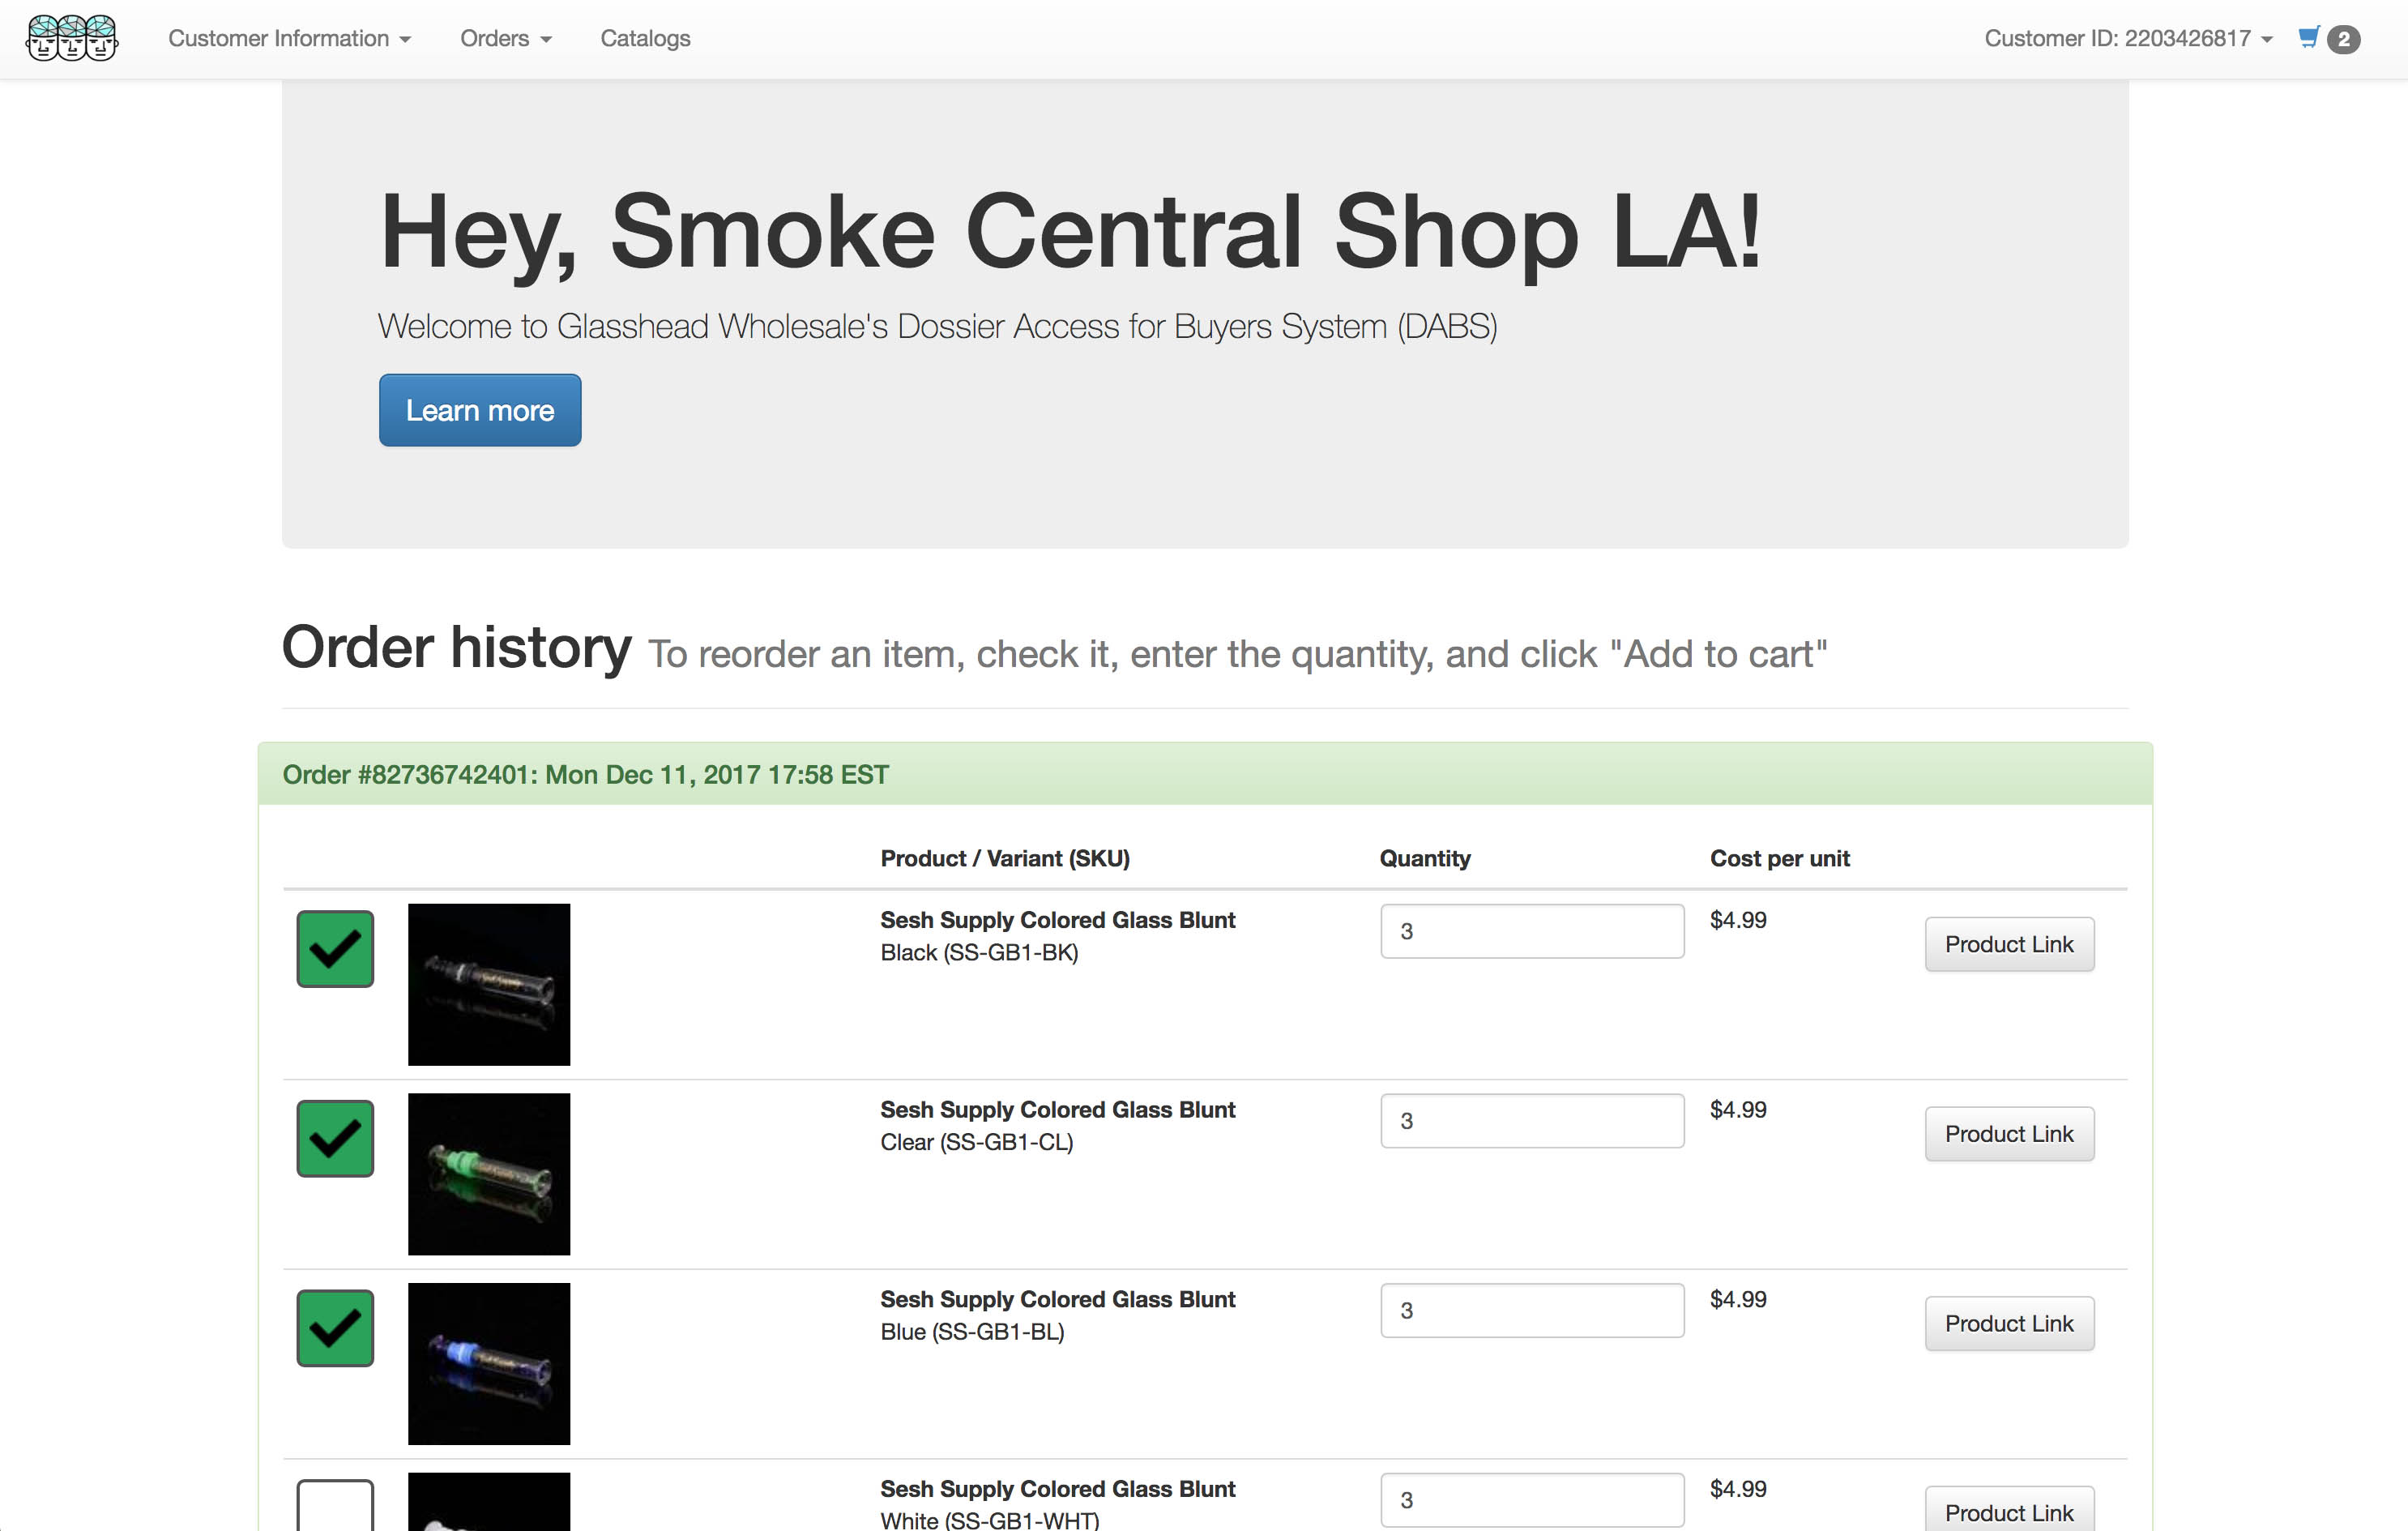 Customer Information Orders Catalogs Customer ID: 2203426817 2
Hey, Smoke Central Shop LA!
Welcome to Glasshead Wholesale's Dossier Access for Buyers System (DABS)
Learn more
Order history To reorder an item, check it, enter the quantity, and click "Add to cart"
Order #82736742401: Mon Dec 11, 2017 17:58 EST
Product / Variant (SKU) Quantity Cost per unit
Sesh Supply Colored Glass Blunt 3 $4.99 Product Link
Black (SS-GB1-BK)
Sesh Supply Colored Glass Blunt 3 $4.99 Product Link
Clear (SS-GB1-CL)
Sesh Supply Colored Glass Blunt 3 $4.99 Product Link
Blue (SS-GB1-BL)
Sesh Supply Colored Glass Blunt 3 $4.99 Product Link
White (SS-GB1-WHT)